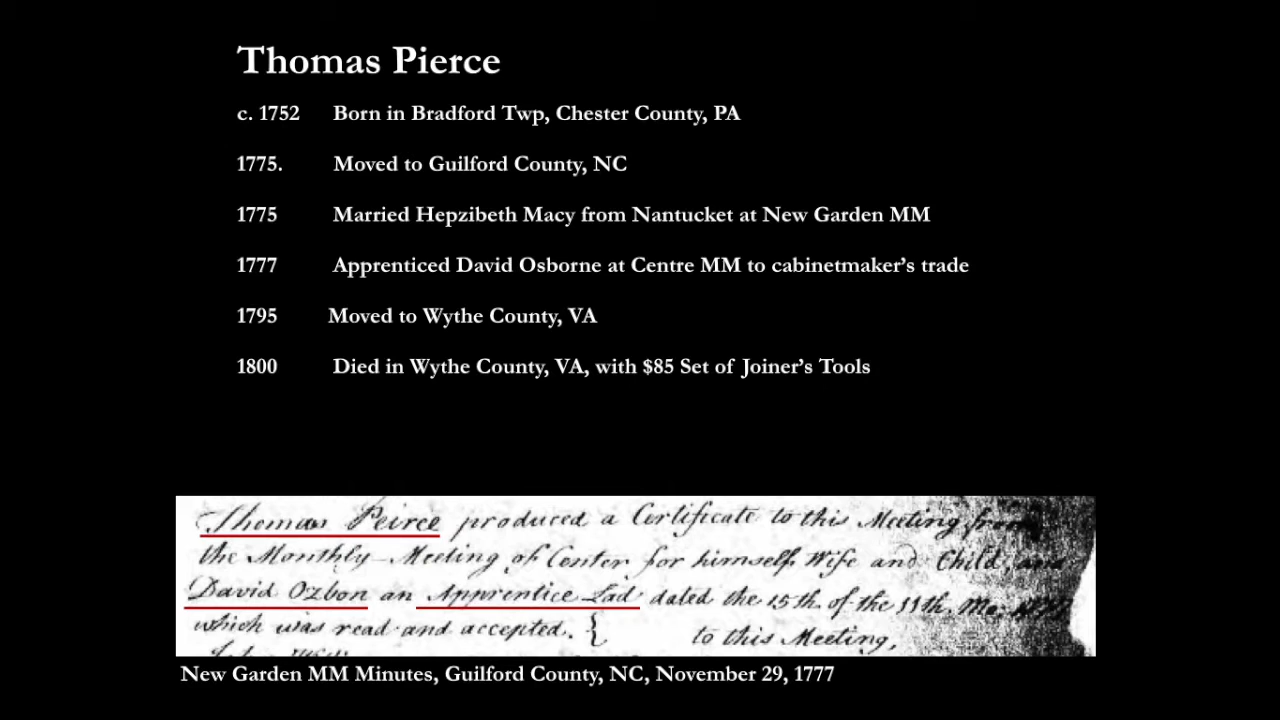 Thomas Pierce
c. 1752 Born in Bradford Twp, Chester County, PA
1775. Moved to Guilford County, NC
1775 Married Hepzibeth Macy from Nantucket at New Garden MM
1777 Apprenticed David Osborne at Centre MM to cabinetmaker's trade
1795 Moved to Wythe County, VA
1800 Died in Wythe County, VA, with $85 Set of Joiner's Tools
Thomas Peirce produced a Certificate to this Meeting from
the Monthly Meeting of Center for himself Wife and Child, and
David Ozbon an Apprentice Lad dated the 15th. of the 11th. Mo.
which was read and accepted. { to this Meeting,
New Garden MM Minutes, Guilford County, NC, November 29, 1777